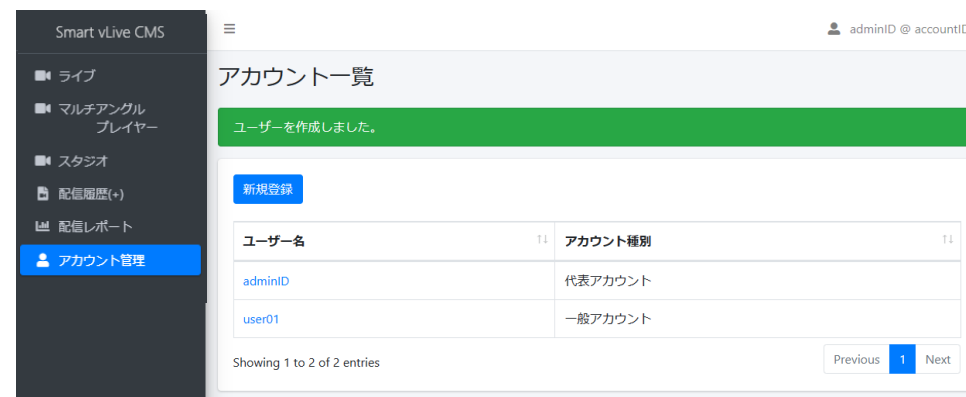 Smart vLive CMS
adminID @ accountID
ライブ
マルチアングル
プレイヤー
スタジオ
配信履歴(+)
配信レポート
アカウント管理
アカウント一覧
ユーザーを作成しました。
新規登録
ユーザー名 アカウント種別
adminID 代表アカウント
user01 一般アカウント
Showing 1 to 2 of 2 entries
Previous 1 Next